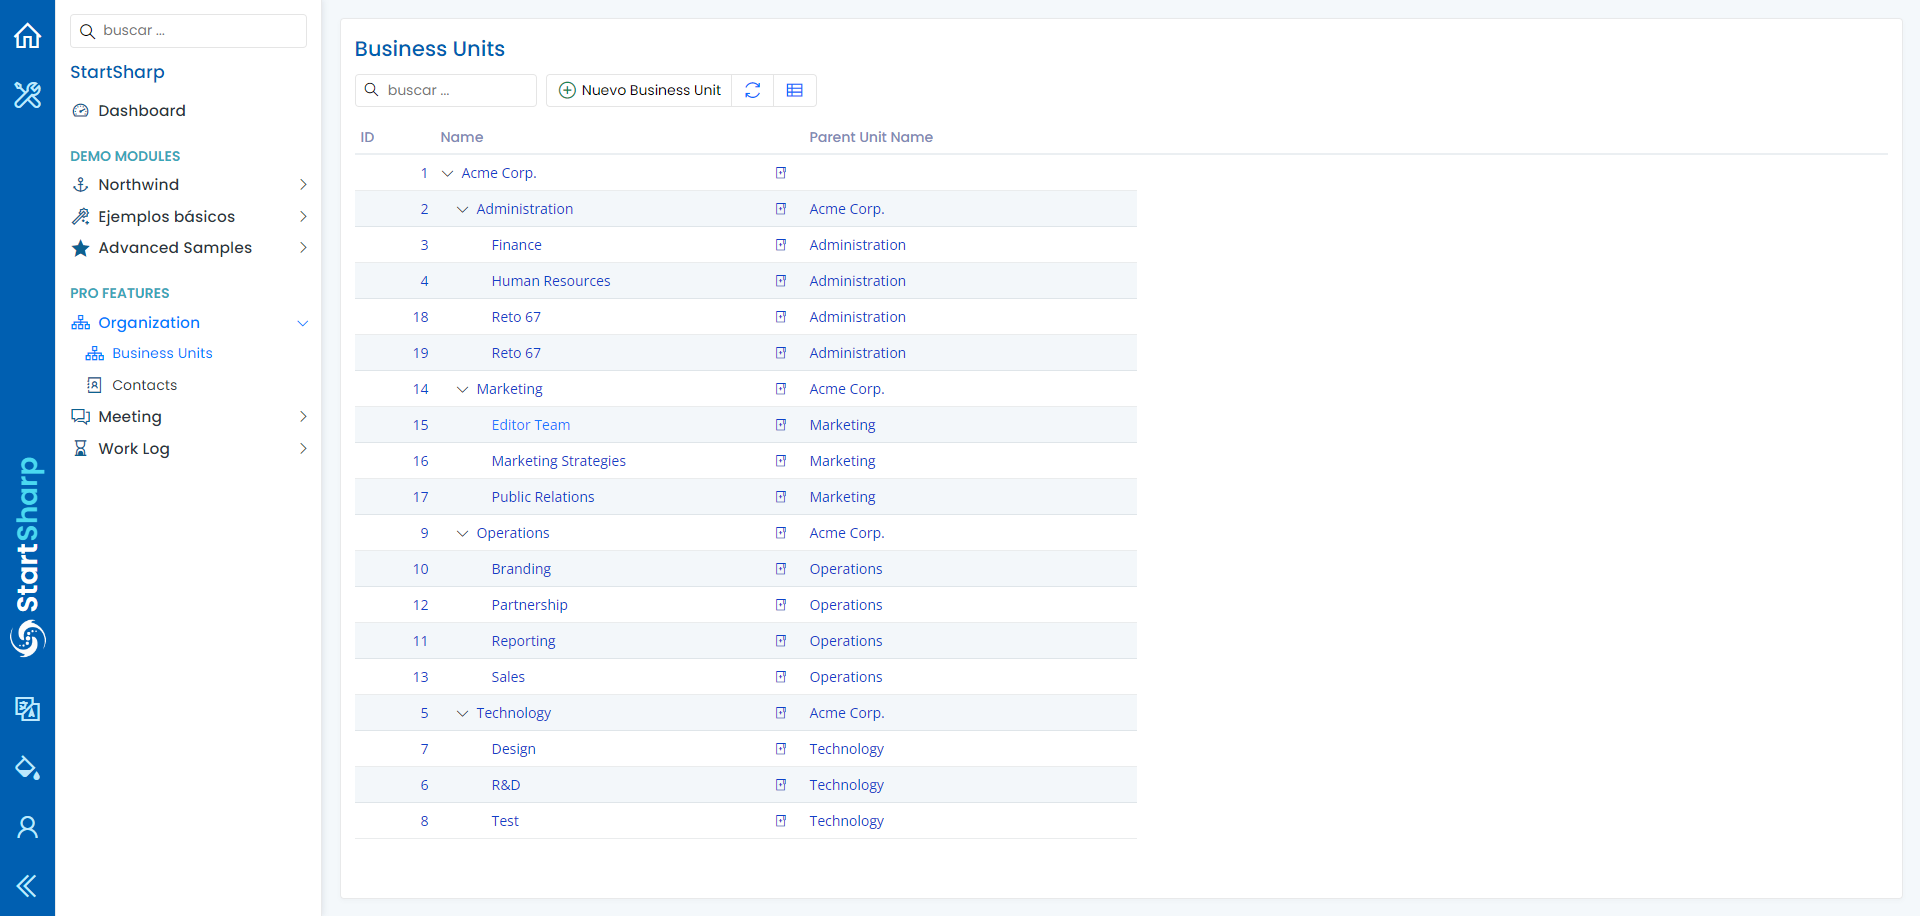 buscar ...
StartSharp
Dashboard
DEMO MODULES
Northwind
Ejemplos básicos
Advanced Samples
PRO FEATURES
Organization
Business Units
Contacts
Meeting
Work Log
StartSharp
Business Units
buscar ...
Nuevo Business Unit
ID Name Parent Unit Name
1 Acme Corp.
2 Administration Acme Corp.
3 Finance Administration
4 Human Resources Administration
18 Reto 67 Administration
19 Reto 67 Administration
14 Marketing Acme Corp.
15 Editor Team Marketing
16 Marketing Strategies Marketing
17 Public Relations Marketing
9 Operations Acme Corp.
10 Branding Operations
12 Partnership Operations
11 Reporting Operations
13 Sales Operations
5 Technology Acme Corp.
7 Design Technology
6 R&D Technology
8 Test Technology